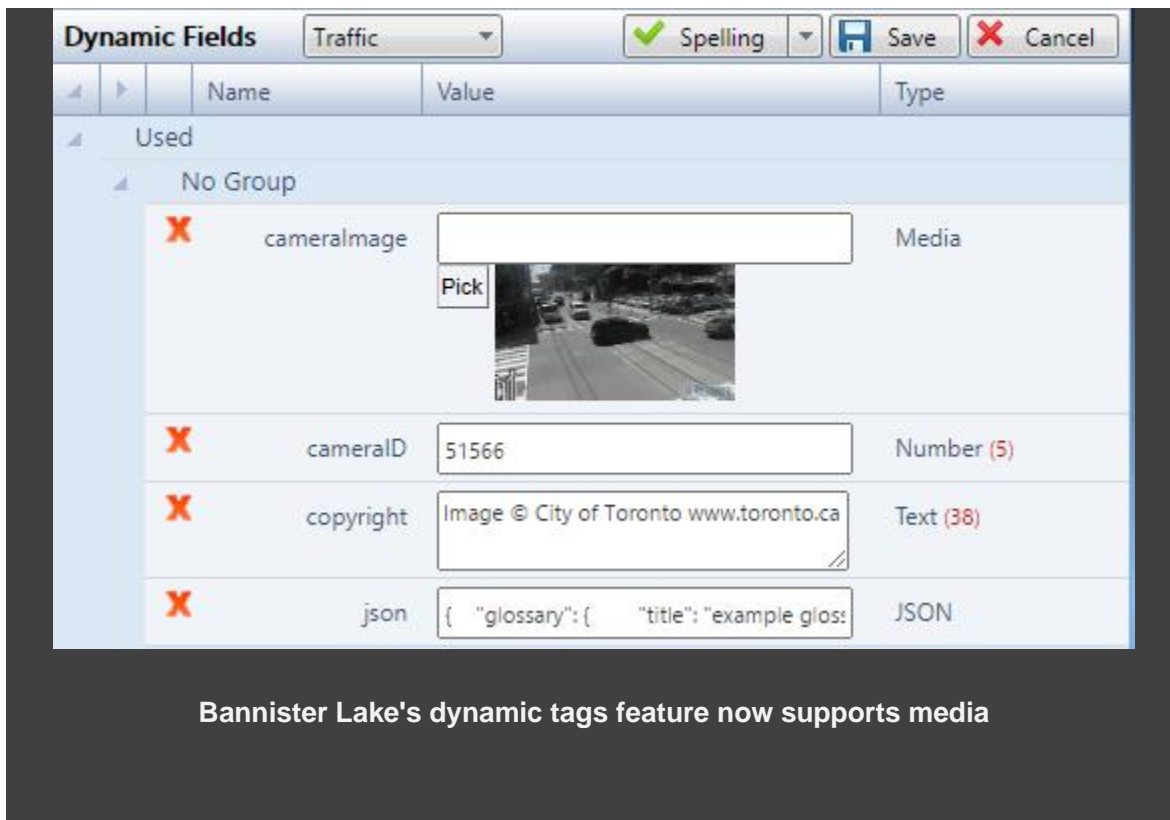 Dynamic Fields Traffic Spelling Save Cancel
Name Value Type
Used
No Group
cameraImage Media
Pick
cameraID 51566 Number (5)
copyright Image © City of Toronto www.toronto.ca Text (38)
json { "glossary": { "title": "example gloss JSON
Bannister Lake's dynamic tags feature now supports media